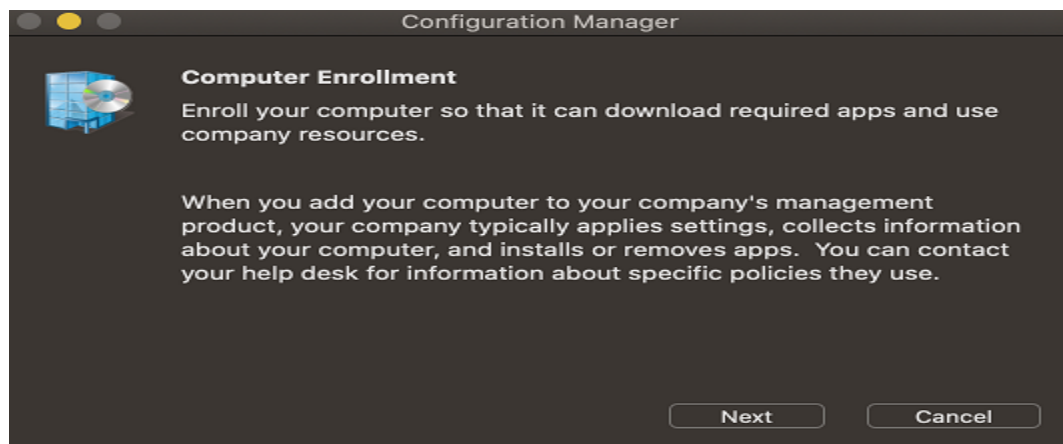 Configuration Manager
Computer Enrollment
Enroll your computer so that it can download required apps and use
company resources.
When you add your computer to your company's management
product, your company typically applies settings, collects information
about your computer, and installs or removes apps.  You can contact
your help desk for information about specific policies they use.
Next
Cancel